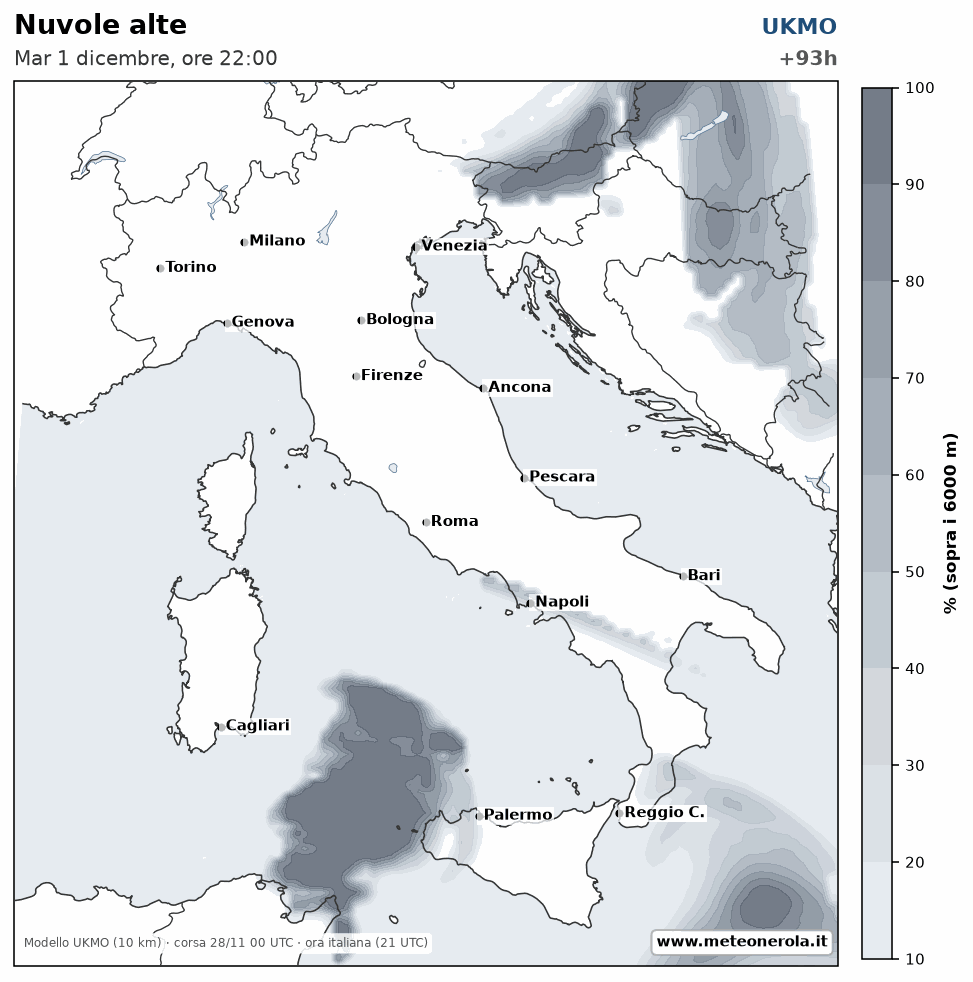 Nuvole alte
UKMO
Mar 1 dicembre, ore 22:00
+93h
100
90
80
70
60
50
40
30
20
10
% (sopra i 6000 m)
Milano
Venezia
Torino
Genova
Bologna
Firenze
Ancona
Pescara
Roma
Bari
Napoli
Cagliari
Palermo
Reggio C.
Modello UKMO (10 km) · corsa 28/11 00 UTC · ora italiana (21 UTC)
www.meteonerola.it